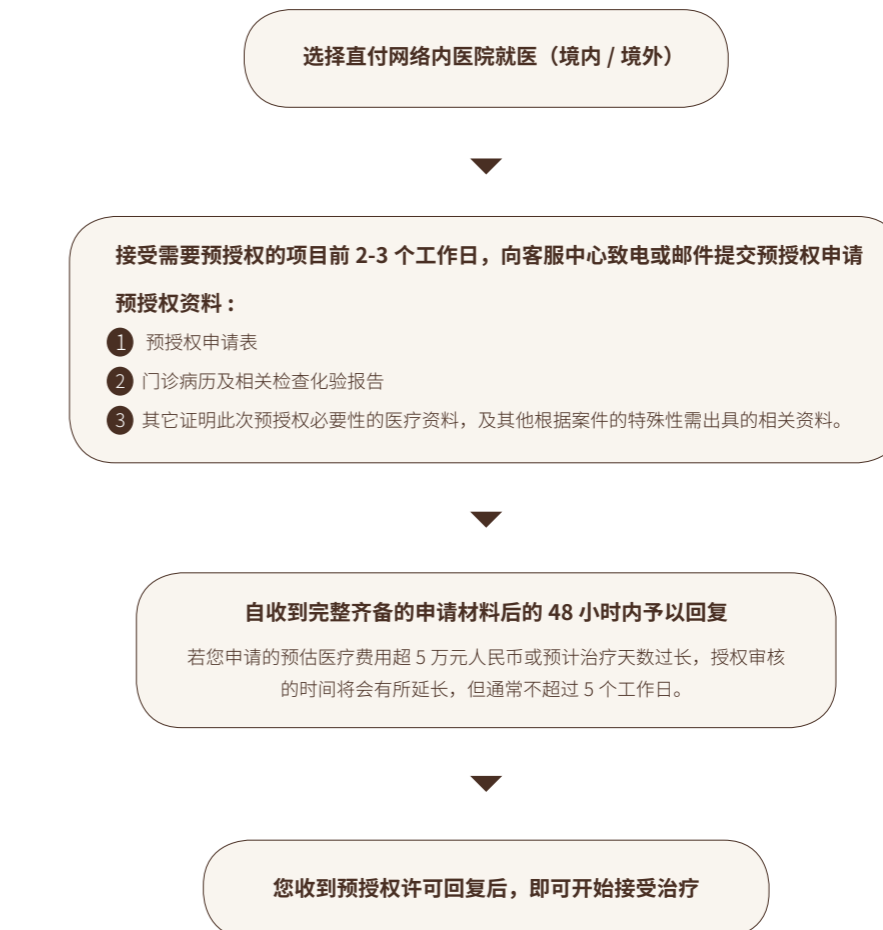 选择直付网络内医院就医（境内 / 境外）
接受需要预授权的项目前 2-3 个工作日，向客服中心致电或邮件提交预授权申请
预授权资料：
1 预授权申请表
2 门诊病历及相关检查化验报告
3 其它证明此次预授权必要性的医疗资料，及其他根据案件的特殊性需出具的相关资料。
自收到完整齐备的申请材料后的 48 小时内予以回复
若您申请的预估医疗费用超 5 万元人民币或预计治疗天数过长，授权审核
的时间将会有所延长，但通常不超过 5 个工作日。
您收到预授权许可回复后，即可开始接受治疗